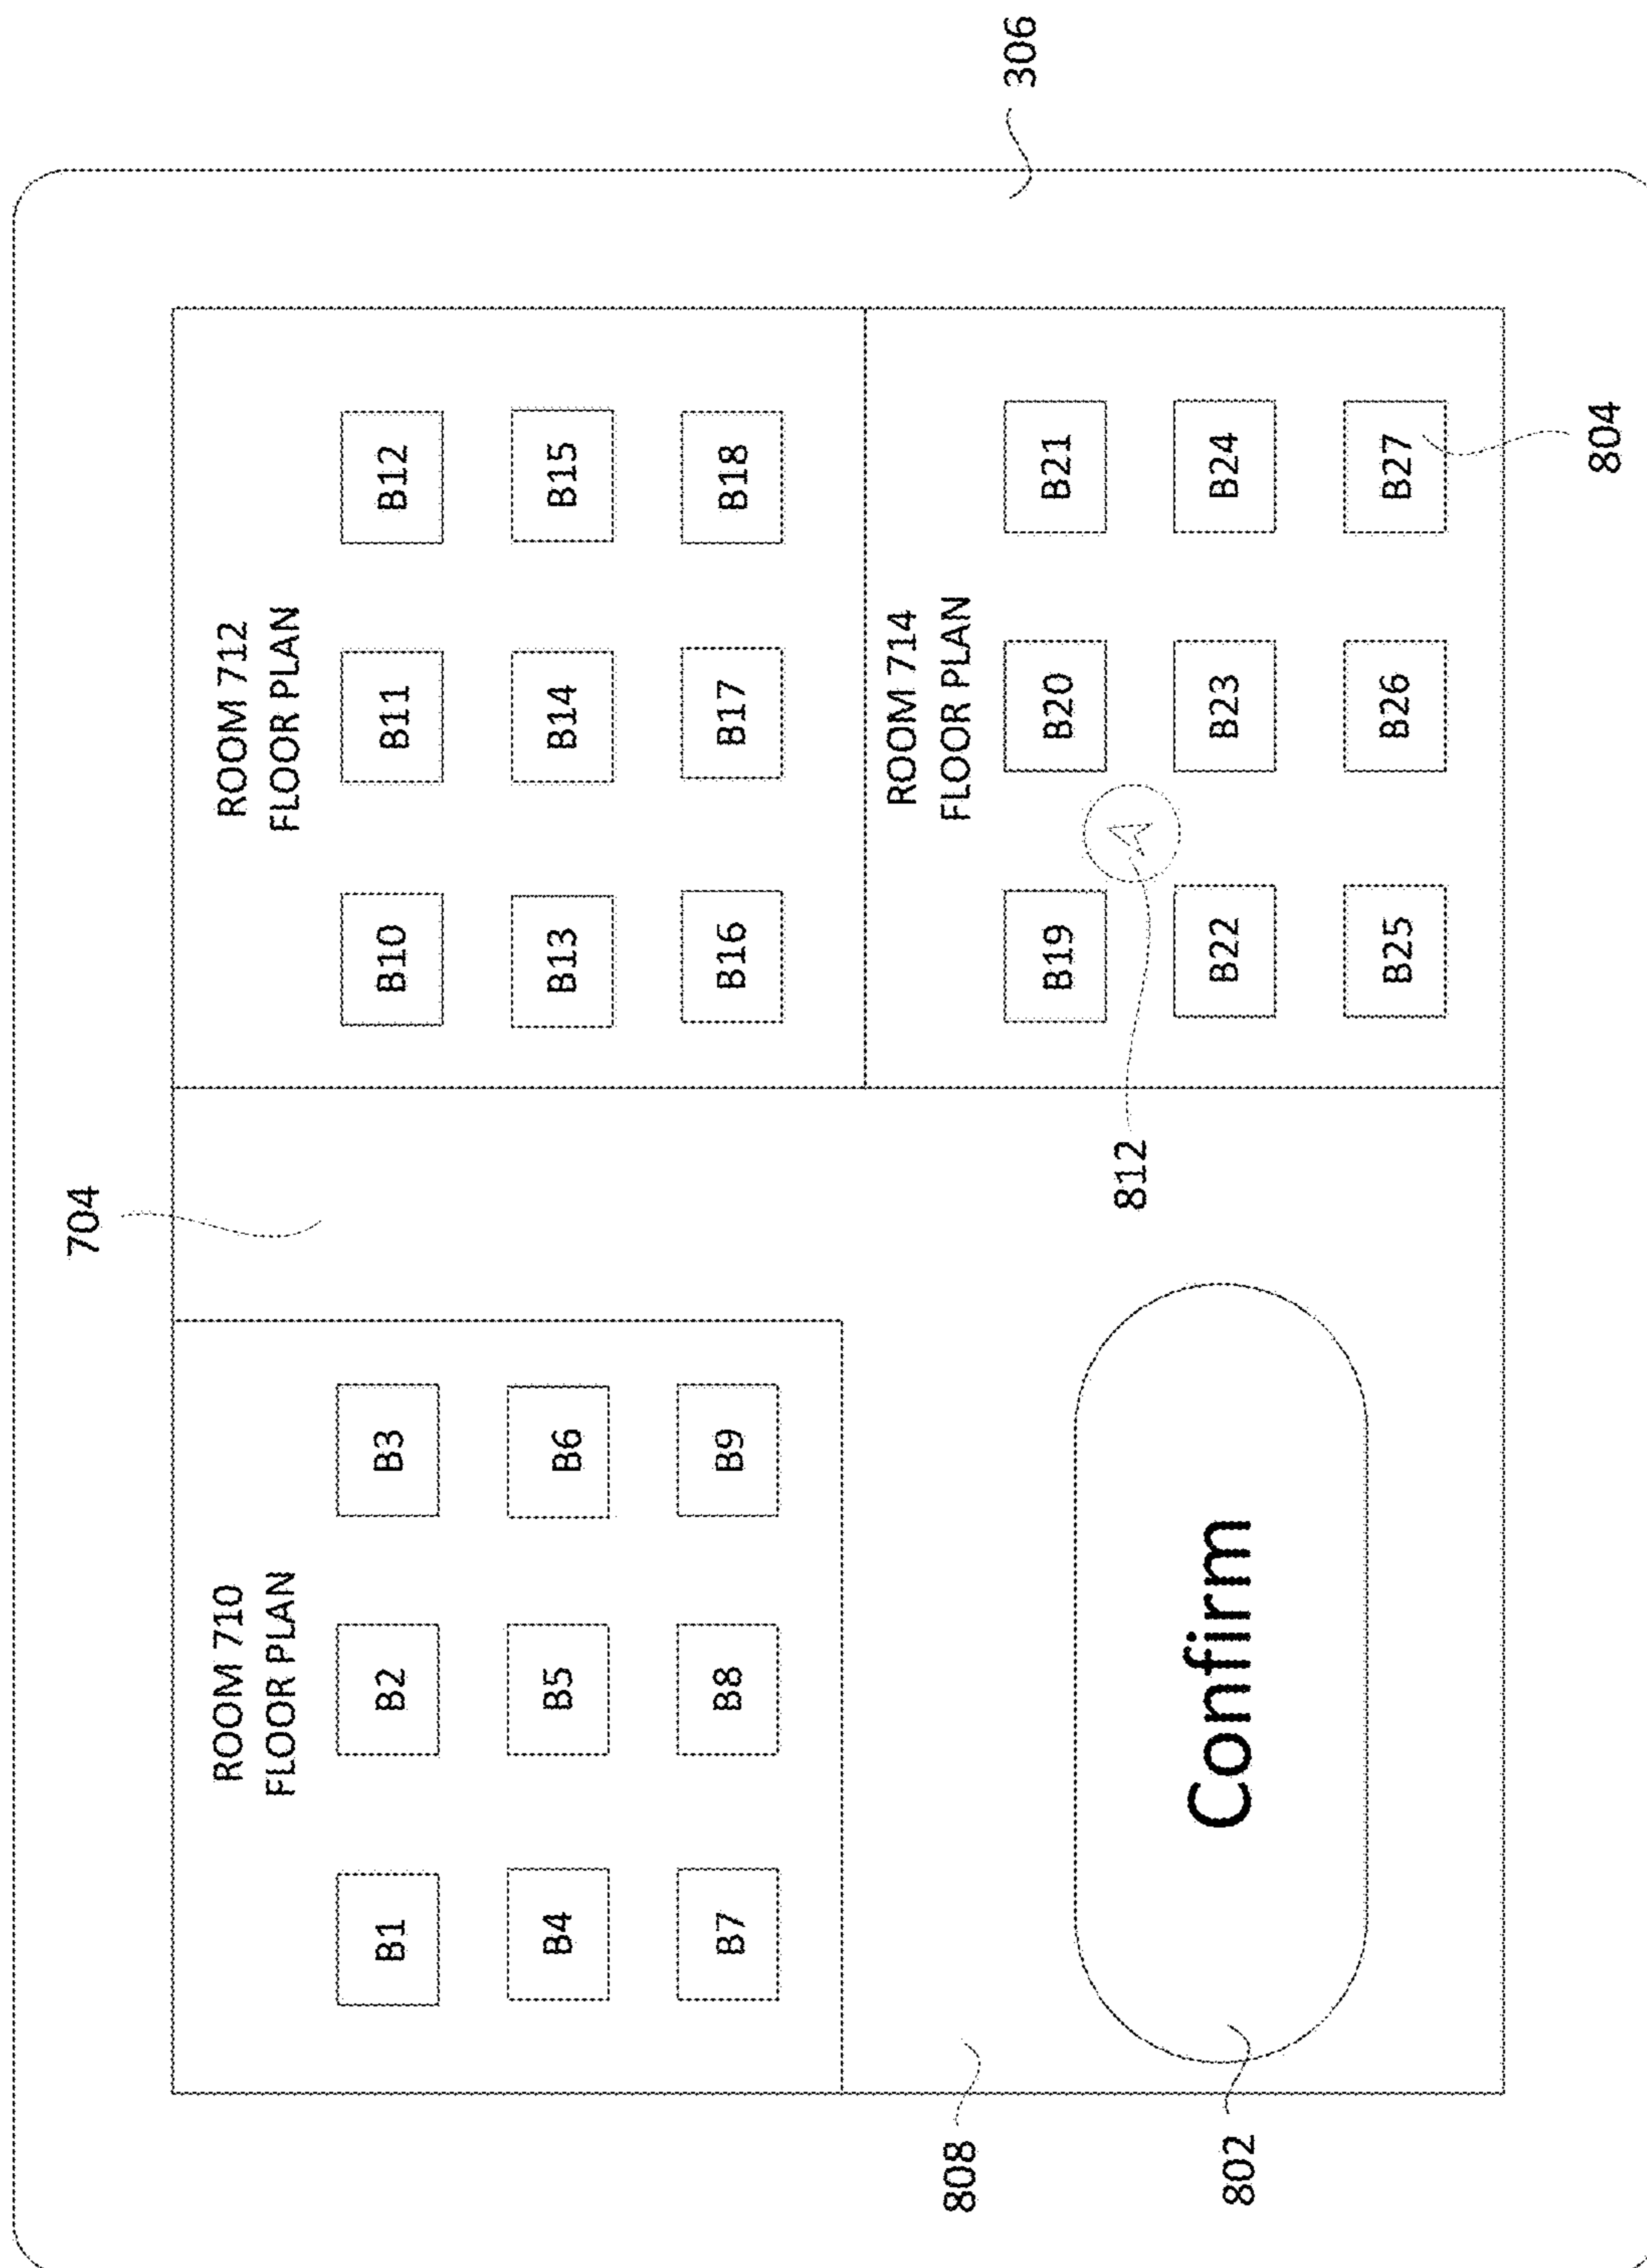 704
306
ROOM 710
FLOOR PLAN
B1
B2
B3
B4
B5
B6
B7
B8
B9
ROOM 712
FLOOR PLAN
B10
B11
B12
B13
B14
B15
B16
B17
B18
ROOM 714
FLOOR PLAN
B19
B20
B21
B22
B23
B24
B25
B26
B27
808
812
Confirm
802
804